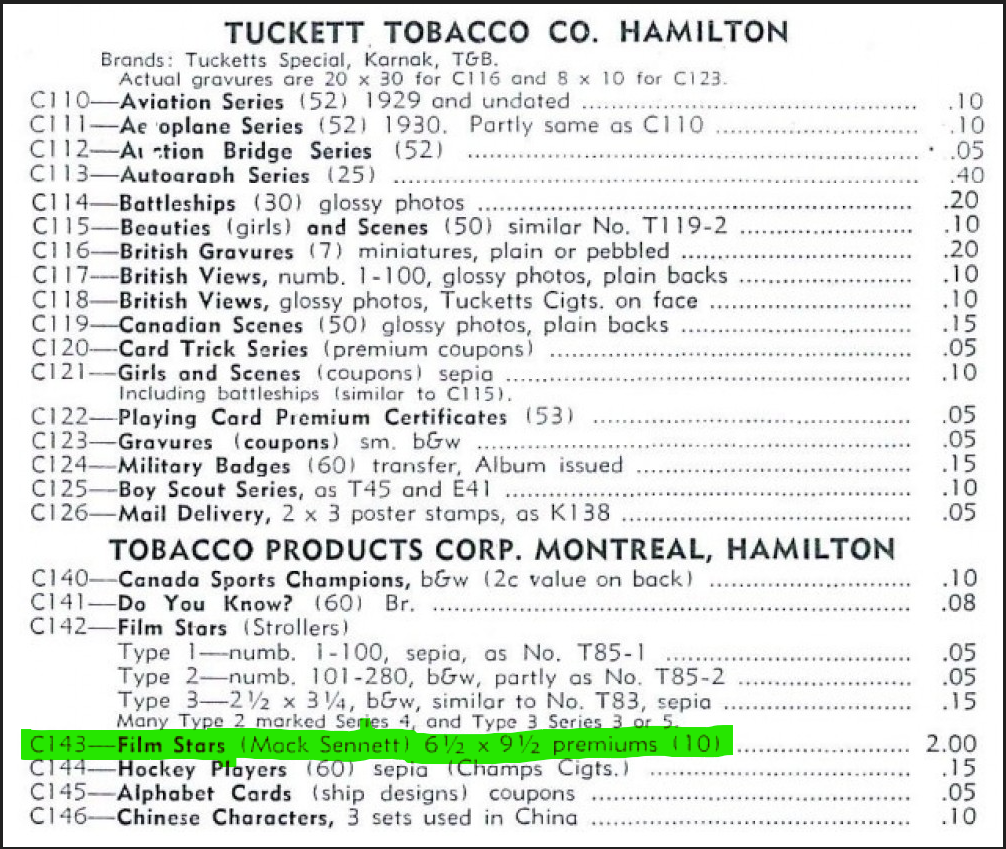 TUCKETT TOBACCO CO. HAMILTON
Brands: Tucketts Special, Karnak, T&B.
Actual gravures are 20 x 30 for C116 and 8 x 10 for C123.
C110—Aviation Series (52) 1929 and undated .10
C111—Ae oplane Series (52) 1930. Partly same as C110 .10
C112—Au tion Bridge Series (52) .05
C113—Autograph Series (25) .40
C114—Battleships (30) glossy photos .20
C115—Beauties (girls) and Scenes (50) similar No. T119-2 .10
C116—British Gravures (7) miniatures, plain or pebbled .20
C117—British Views, numb. 1-100, glossy photos, plain backs .10
C118—British Views, glossy photos, Tucketts Cigts. on face .10
C119—Canadian Scenes (50) glossy photos, plain backs .15
C120—Card Trick Series (premium coupons) .05
C121—Girls and Scenes (coupons) sepia .10
Including battleships (similar to C115).
C122—Playing Card Premium Certificates (53) .05
C123—Gravures (coupons) sm. b&w .05
C124—Military Badges (60) transfer, Album issued .15
C125—Boy Scout Series, as T45 and E41 .10
C126—Mail Delivery, 2 x 3 poster stamps, as K138 .05
TOBACCO PRODUCTS CORP. MONTREAL, HAMILTON
C140—Canada Sports Champions, b&w (2c value on back) .10
C141—Do You Know? (60) Br. .08
C142—Film Stars (Strollers)
Type 1—numb. 1-100, sepia, as No. T85-1 .05
Type 2—numb. 101-280, b&w, partly as No. T85-2 .05
Type 3—2½ x 3¼, b&w, similar to No. T83, sepia .15
Many Type 2 marked Series 4, and Type 3 Series 3 or 5.
C143—Film Stars (Mack Sennett) 6½ x 9½ premiums (10) 2.00
C144—Hockey Players (60) sepia (Champs Cigts.) .15
C145—Alphabet Cards (ship designs) coupons .05
C146—Chinese Characters, 3 sets used in China .10